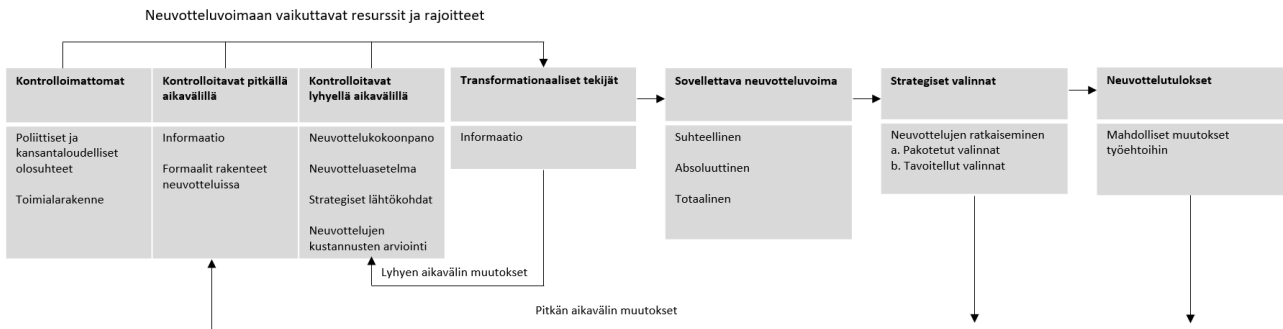 Neuvotteluvoimaan vaikuttavat resurssit ja rajoitteet
Kontrolloimattomat
Poliittiset ja
kansantaloudelliset
olosuhteet
Toimialarakenne
Kontrolloitavat pitkällä
aikavälillä
Informaatio
Formaalit rakenteet
neuvotteluissa
Kontrolloitavat
lyhyellä aikavälillä
Neuvottelukokoonpano
Neuvotteluasetelma
Strategiset lähtökohdat
Neuvottelujen
kustannusten arviointi
Transformationaaliset tekijät
Informaatio
Sovellettava neuvotteluvoima
Suhteellinen
Absoluuttinen
Totaalinen
Strategiset valinnat
Neuvottelujen ratkaiseminen
a. Pakotetut valinnat
b. Tavoitellut valinnat
Neuvottelutulokset
Mahdolliset muutokset
työehtoihin
Lyhyen aikavälin muutokset
Pitkän aikavälin muutokset